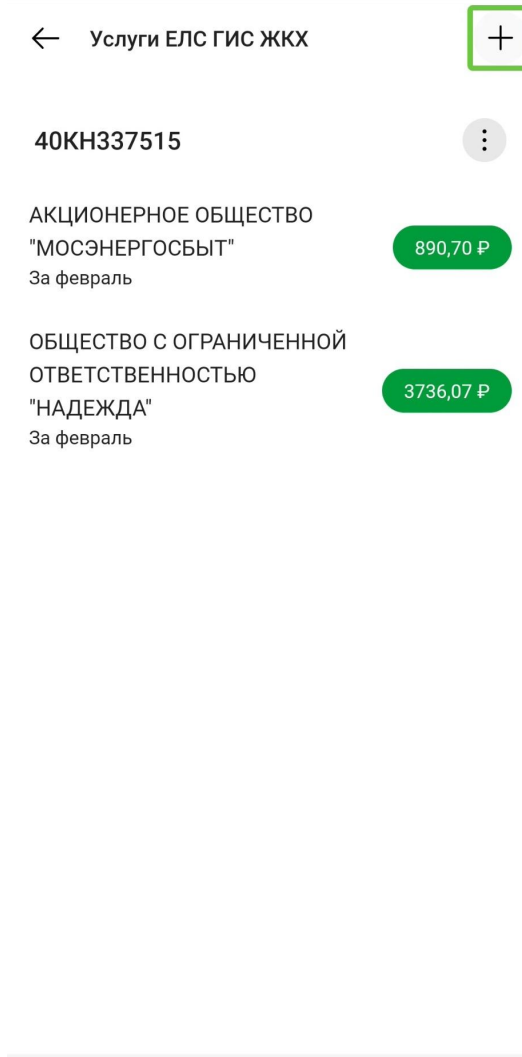 Услуги ЕЛС ГИС ЖКХ
40КН337515
АКЦИОНЕРНОЕ ОБЩЕСТВО
"МОСЭНЕРГОСБЫТ"
890,70 ₽
За февраль
ОБЩЕСТВО С ОГРАНИЧЕННОЙ
ОТВЕТСТВЕННОСТЬЮ
"НАДЕЖДА"
3736,07 ₽
За февраль